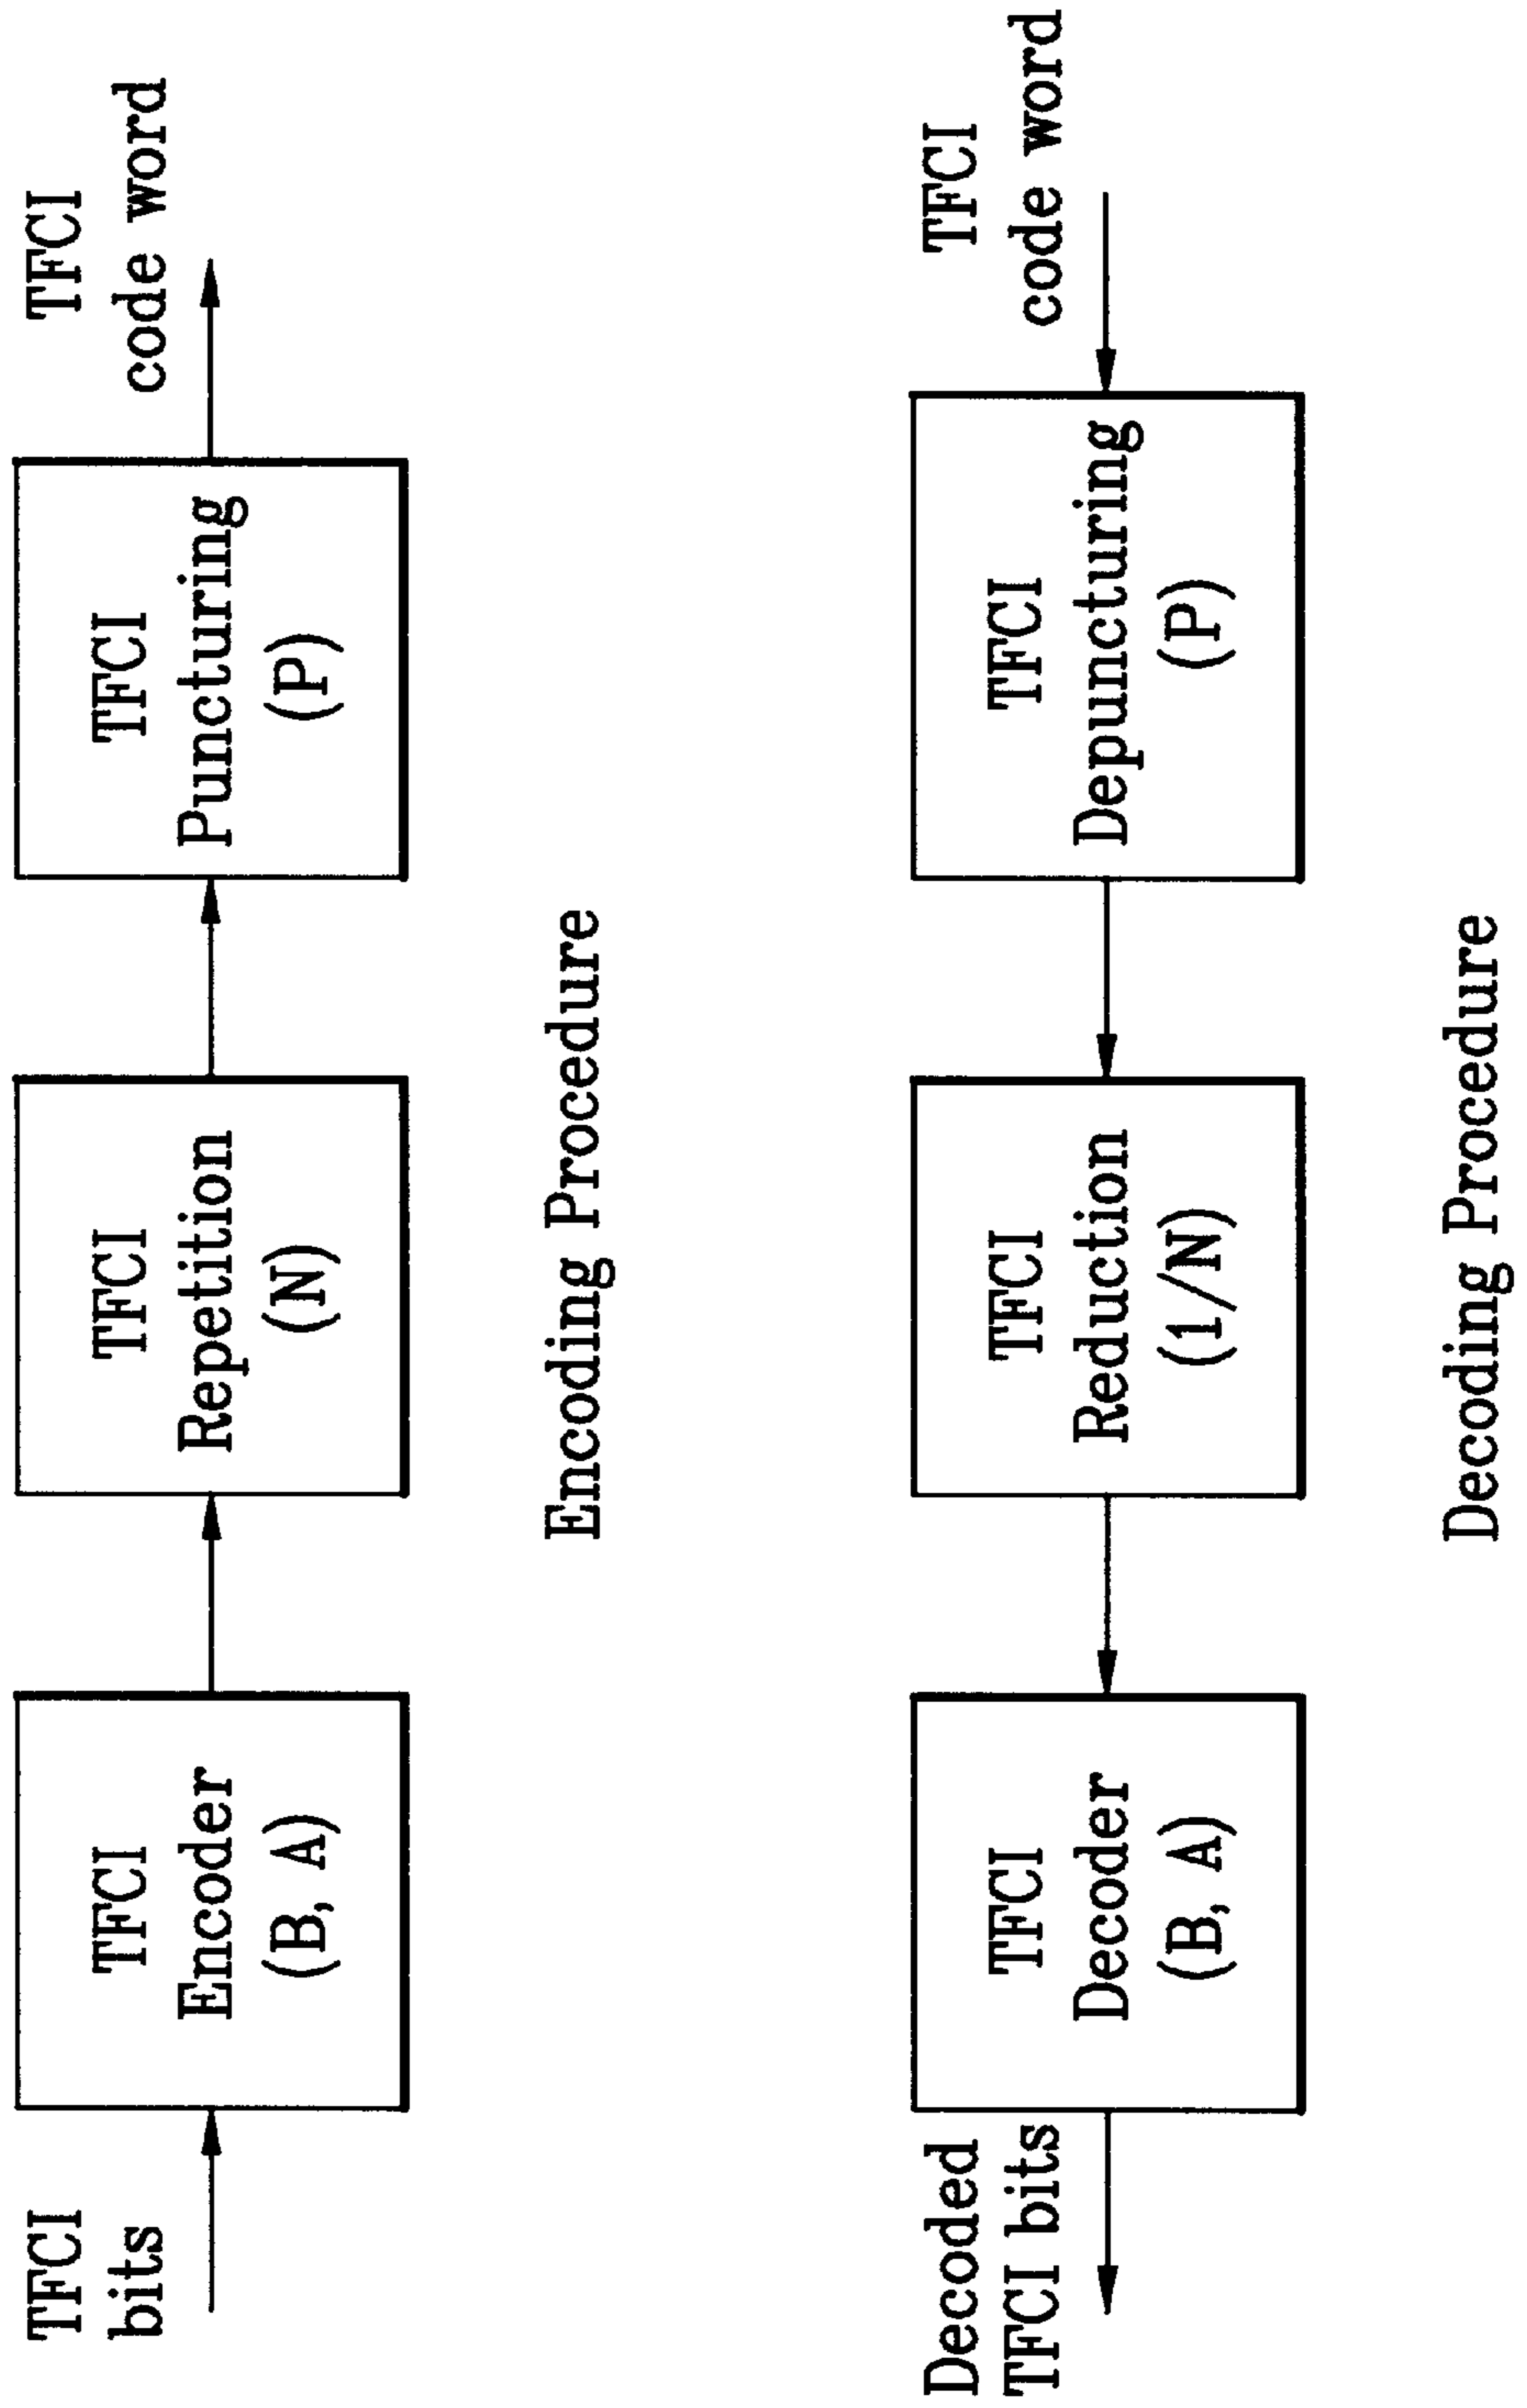 TFCI
bits
TFCI
Encoder
(B, A)
TFCI
Repetition
(N)
TFCI
Puncturing
(P)
TFCI
code word
Encoding Procedure
Decoded
TFCI bits
TFCI
Decoder
(B, A)
TFCI
Reduction
(1/N)
TFCI
Depuncturing
(P)
TFCI
code word
Decoding Procedure